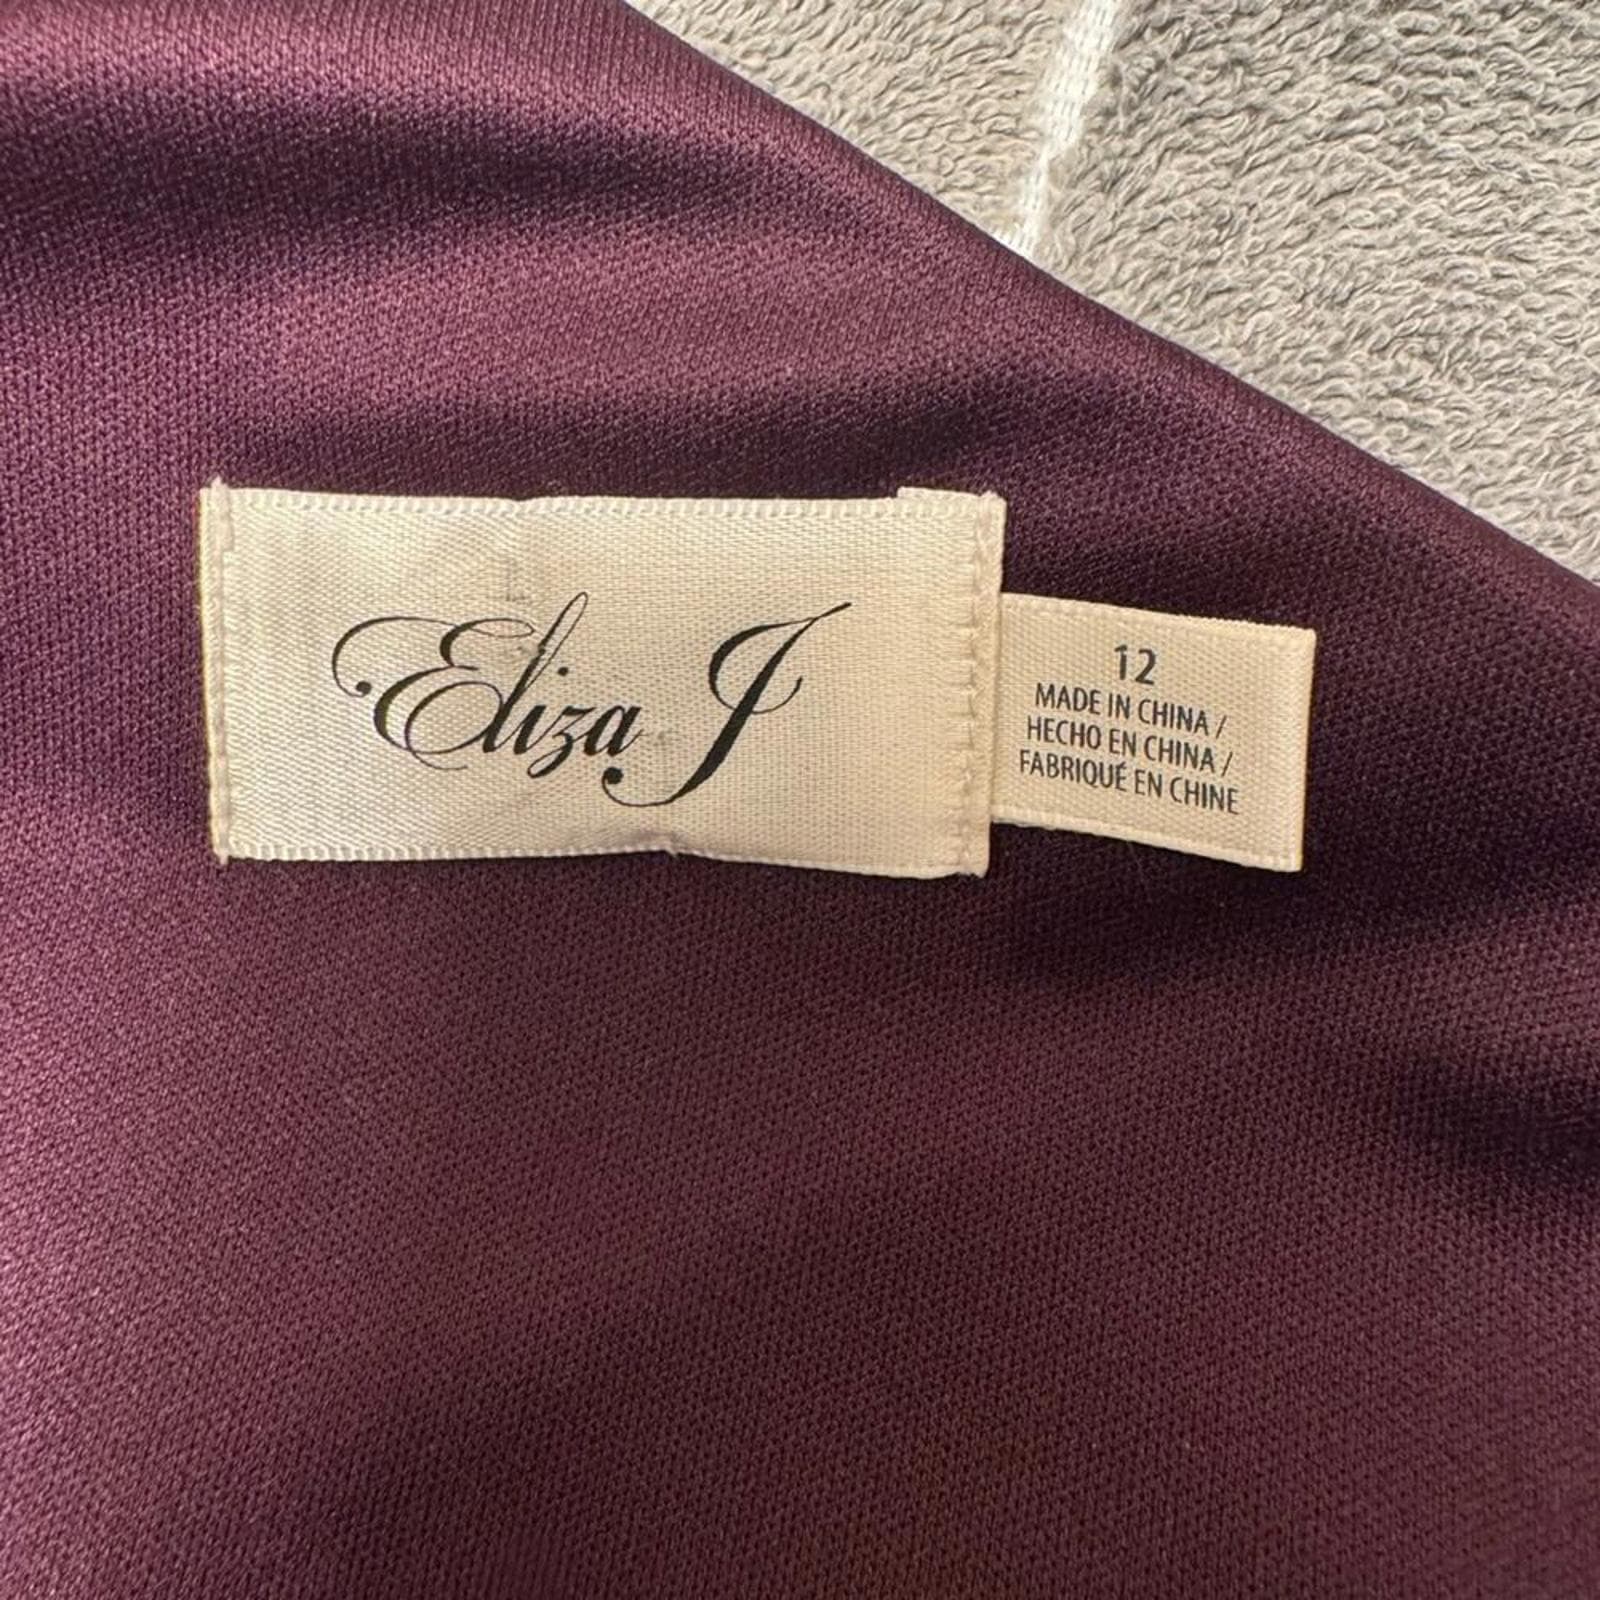 Eliza J
12
MADE IN CHINA /
HECHO EN CHINA /
FABRIQUÉ EN CHINE